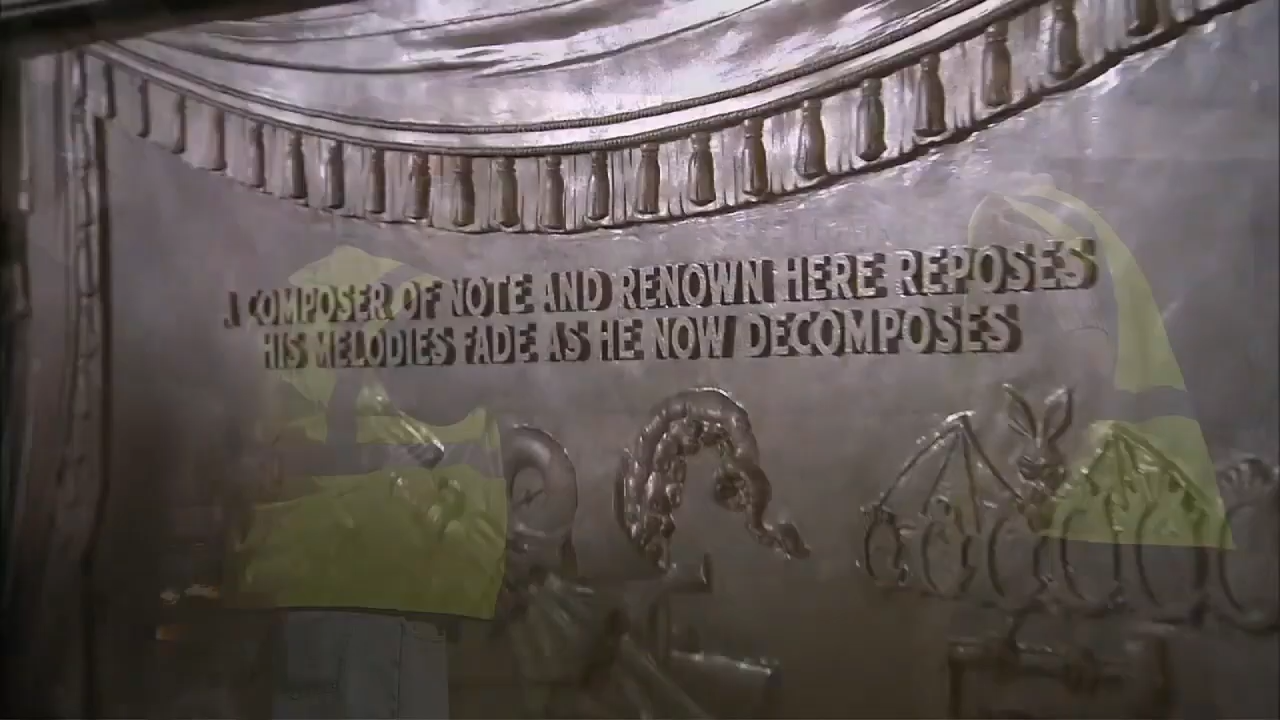 A COMPOSER OF NOTE AND RENOWN HERE REPOSES
HIS MELODIES FADE AS HE NOW DECOMPOSES